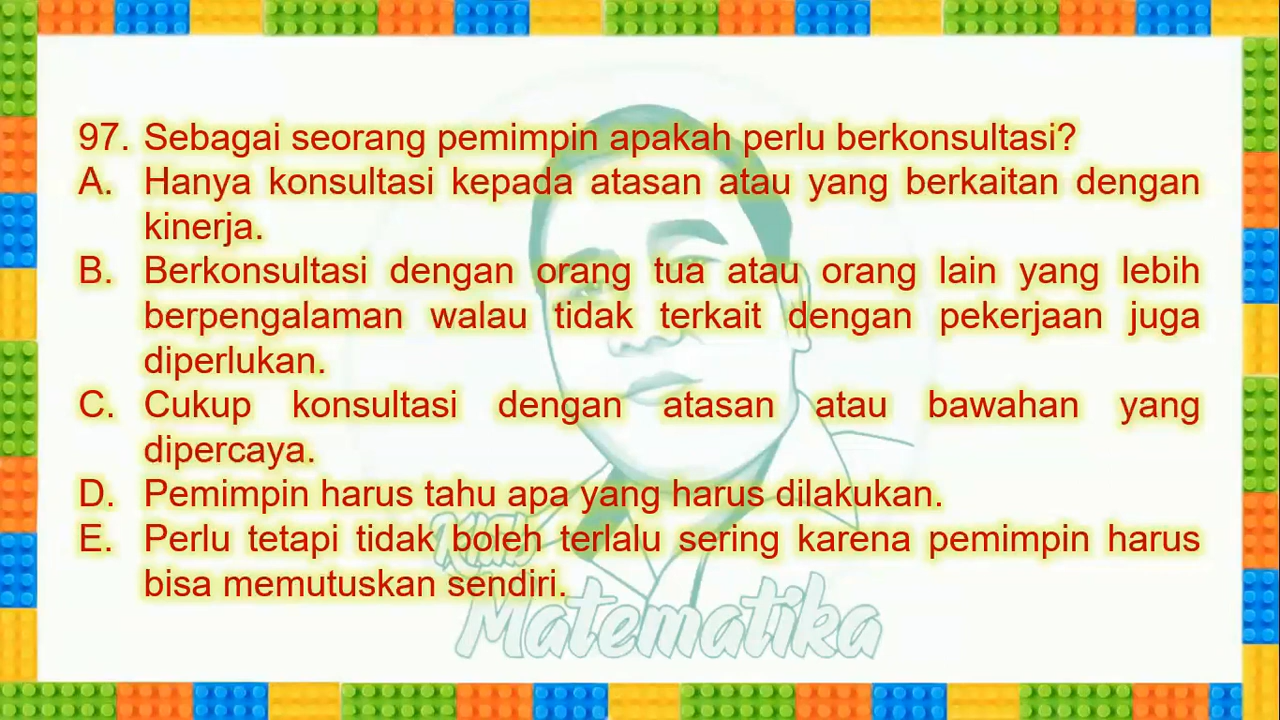 97. Sebagai seorang pemimpin apakah perlu berkonsultasi?
A. Hanya konsultasi kepada atasan atau yang berkaitan dengan
kinerja.
B. Berkonsultasi dengan orang tua atau orang lain yang lebih
berpengalaman walau tidak terkait dengan pekerjaan juga
diperlukan.
C. Cukup konsultasi dengan atasan atau bawahan yang
dipercaya.
D. Pemimpin harus tahu apa yang harus dilakukan.
E. Perlu tetapi tidak boleh terlalu sering karena pemimpin harus
bisa memutuskan sendiri.
Matematika